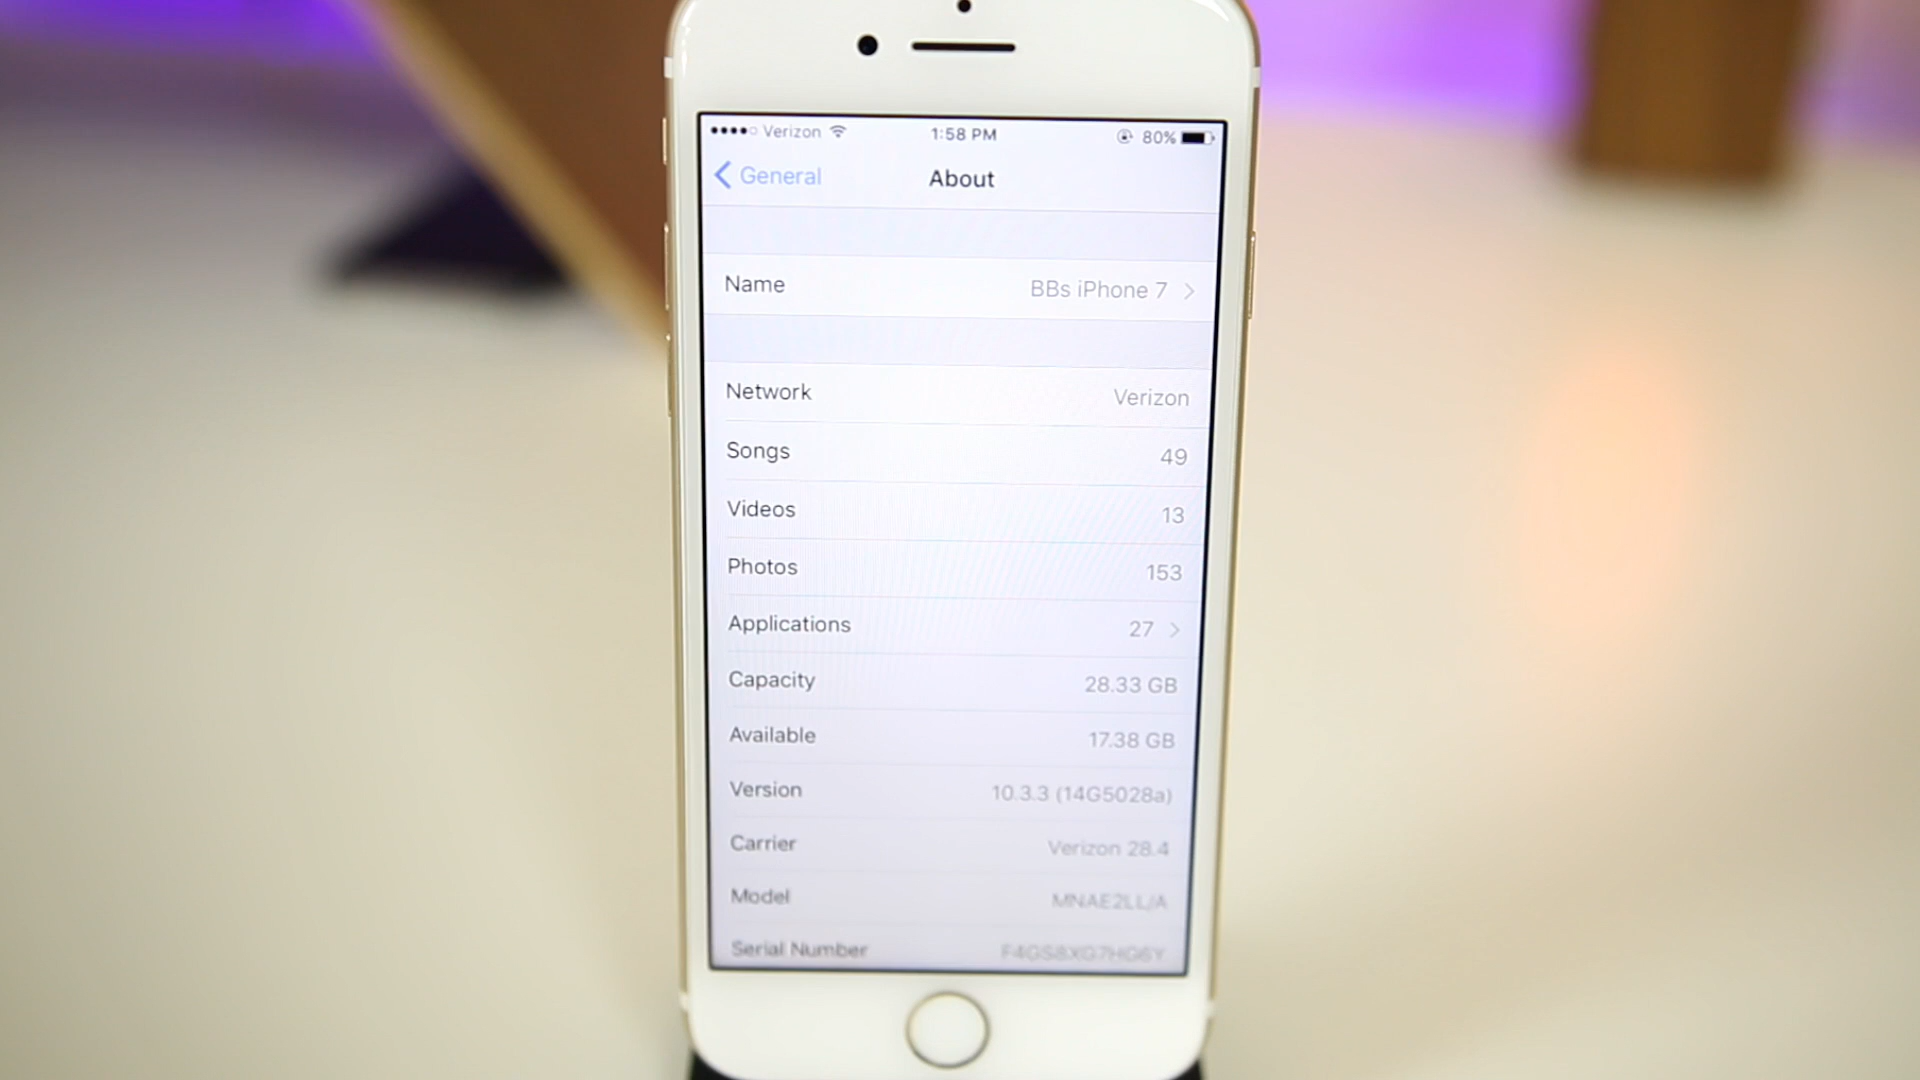 Verizon 1:58 PM 80%
General About
Name BBs iPhone 7
Network Verizon
Songs 49
Videos 13
Photos 153
Applications 27
Capacity 28.33 GB
Available 17.38 GB
Version 10.3.3 (14G5028a)
Carrier Verizon 28.4
Model MNAE2LL/A
Serial Number